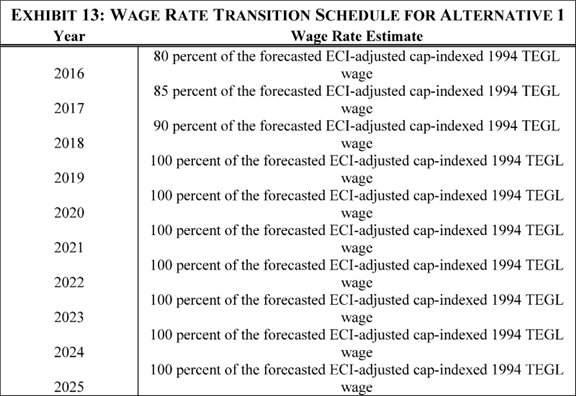 EXHIBIT 13: WAGE RATE TRANSITION SCHEDULE FOR ALTERNATIVE 1
Year Wage Rate Estimate
80 percent of the forecasted ECI-adjusted cap-indexed 1994 TEGL
2016 wage
85 percent of the forecasted ECI-adjusted cap-indexed 1994 TEGL
2017 wage
90 percent of the forecasted ECI-adjusted cap-indexed 1994 TEGL
2018 wage
100 percent of the forecasted ECI-adjusted cap-indexed 1994 TEGL
2019 wage
100 percent of the forecasted ECI-adjusted cap-indexed 1994 TEGL
2020 wage
100 percent of the forecasted ECI-adjusted cap-indexed 1994 TEGL
2021 wage
100 percent of the forecasted ECI-adjusted cap-indexed 1994 TEGL
2022 wage
100 percent of the forecasted ECI-adjusted cap-indexed 1994 TEGL
2023 wage
100 percent of the forecasted ECI-adjusted cap-indexed 1994 TEGL
2024 wage
100 percent of the forecasted ECI-adjusted cap-indexed 1994 TEGL
2025 wage